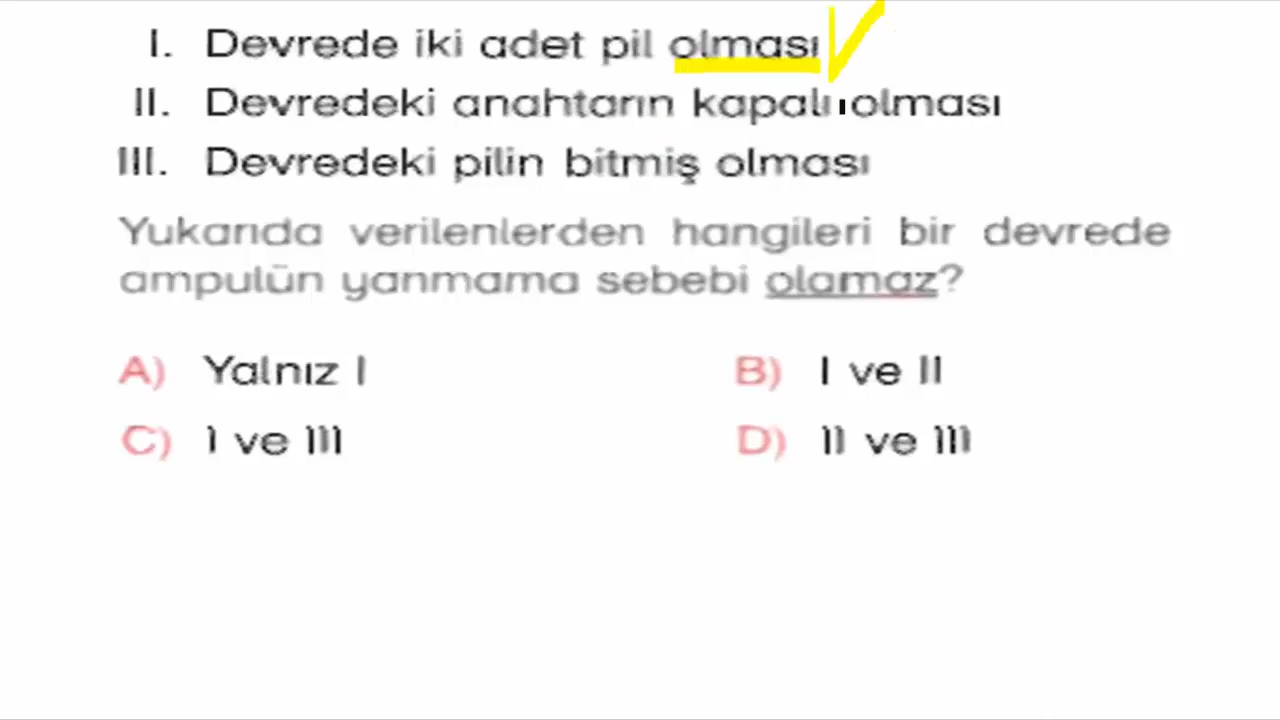 I. Devrede iki adet pil olması
II. Devredeki anahtarın kapalı olması
III. Devredeki pilin bitmiş olması
Yukarıda verilenlerden hangileri bir devrede
ampulün yanmama sebebi olamaz?
A) Yalnız I
B) I ve II
C) I ve III
D) II ve III